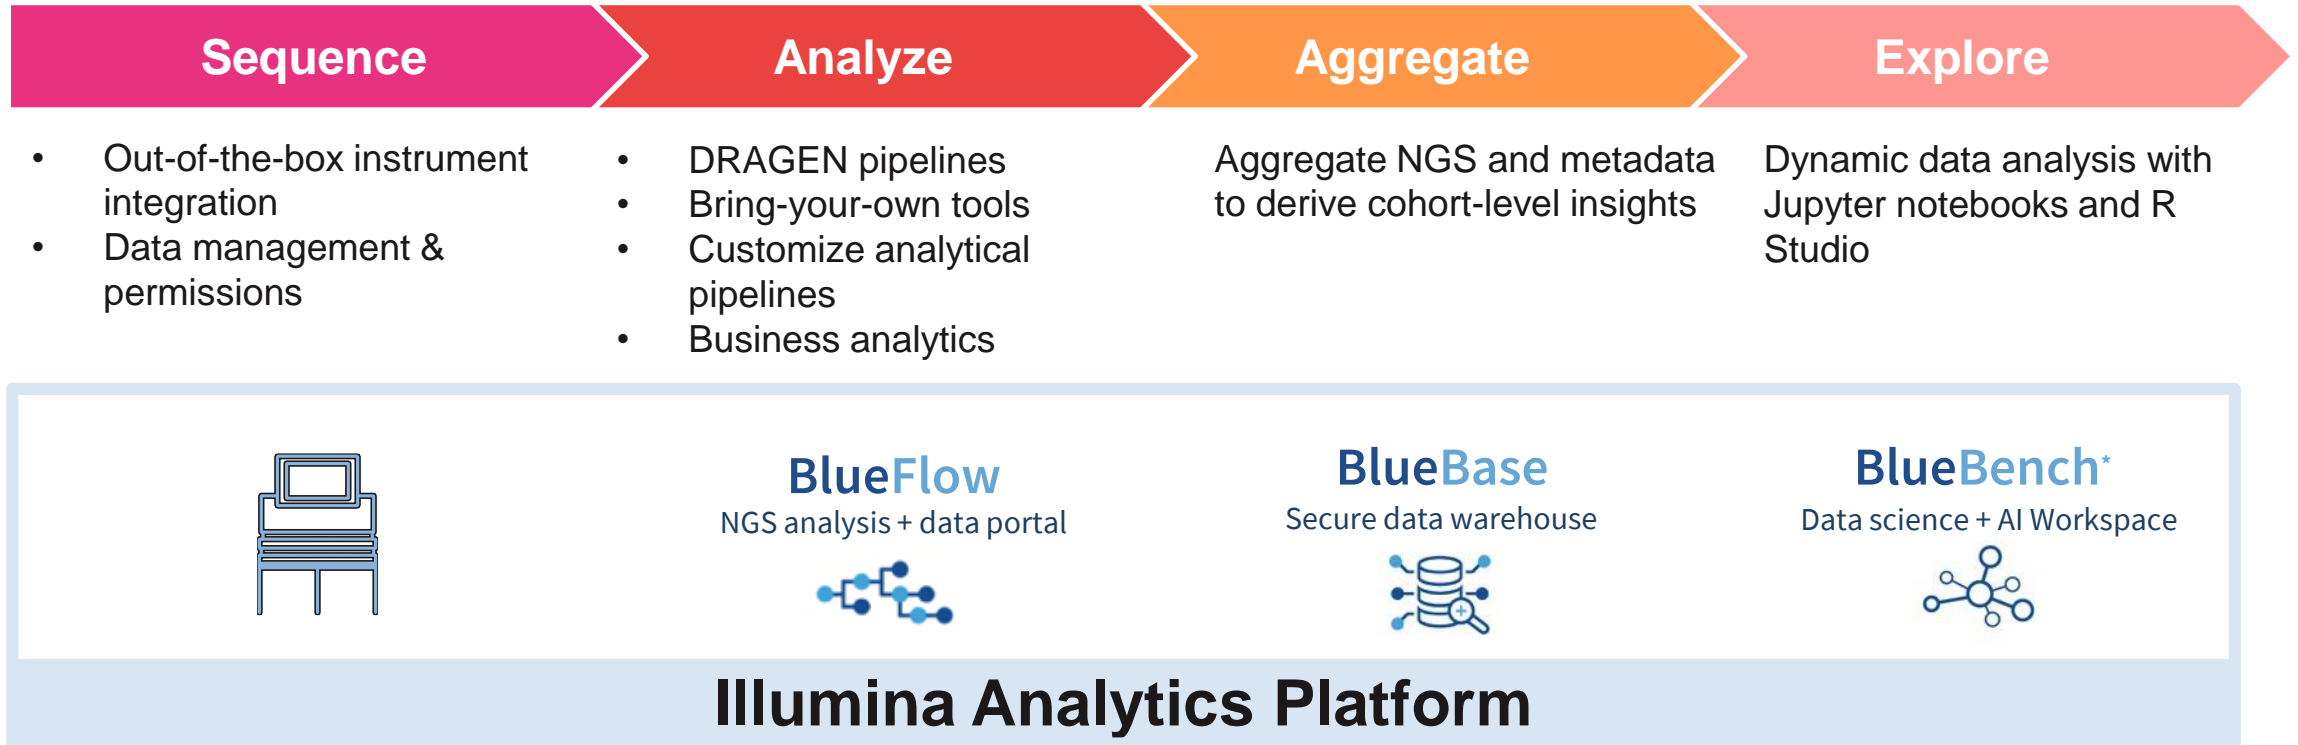 Sequence
Analyze
Aggregate
Explore
• Out-of-the-box instrument
integration
• Data management &
permissions
• DRAGEN pipelines
• Bring-your-own tools
• Customize analytical
pipelines
• Business analytics
Aggregate NGS and metadata
to derive cohort-level insights
Dynamic data analysis with
Jupyter notebooks and R
Studio
BlueFlow
NGS analysis + data portal
BlueBase
Secure data warehouse
BlueBench*
Data science + AI Workspace
Illumina Analytics Platform